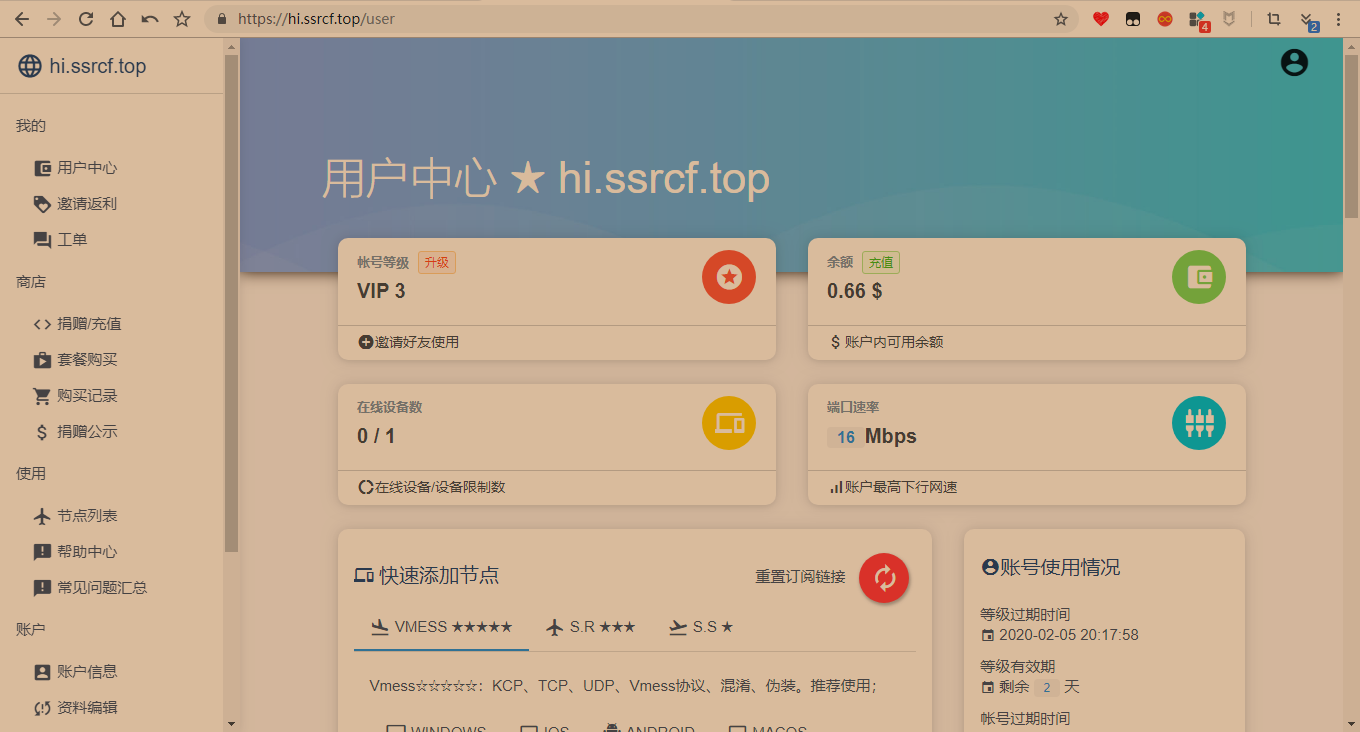 https://hi.ssrcf.top/user
4
2
hi.ssrcf.top
我的
用户中心
邀请返利
工单
商店
捐赠/充值
套餐购买
购买记录
捐赠公示
使用
节点列表
帮助中心
常见问题汇总
账户
账户信息
资料编辑
用户中心 ★ hi.ssrcf.top
帐号等级 升级
VIP 3
邀请好友使用
余额 充值
0.66 $
$ 账户内可用余额
在线设备数
0 / 1
在线设备/设备限制数
端口速率
16 Mbps
账户最高下行网速
快速添加节点
重置订阅链接
VMESS ★★★★★ S.R ★★★ S.S ★
Vmess☆☆☆☆☆：KCP、TCP、UDP、Vmess协议、混淆、伪装。推荐使用；
WINDOWS IOS ANDROID MACOS
账号使用情况
等级过期时间
2020-02-05 20:17:58
等级有效期
剩余 2 天
帐号过期时间